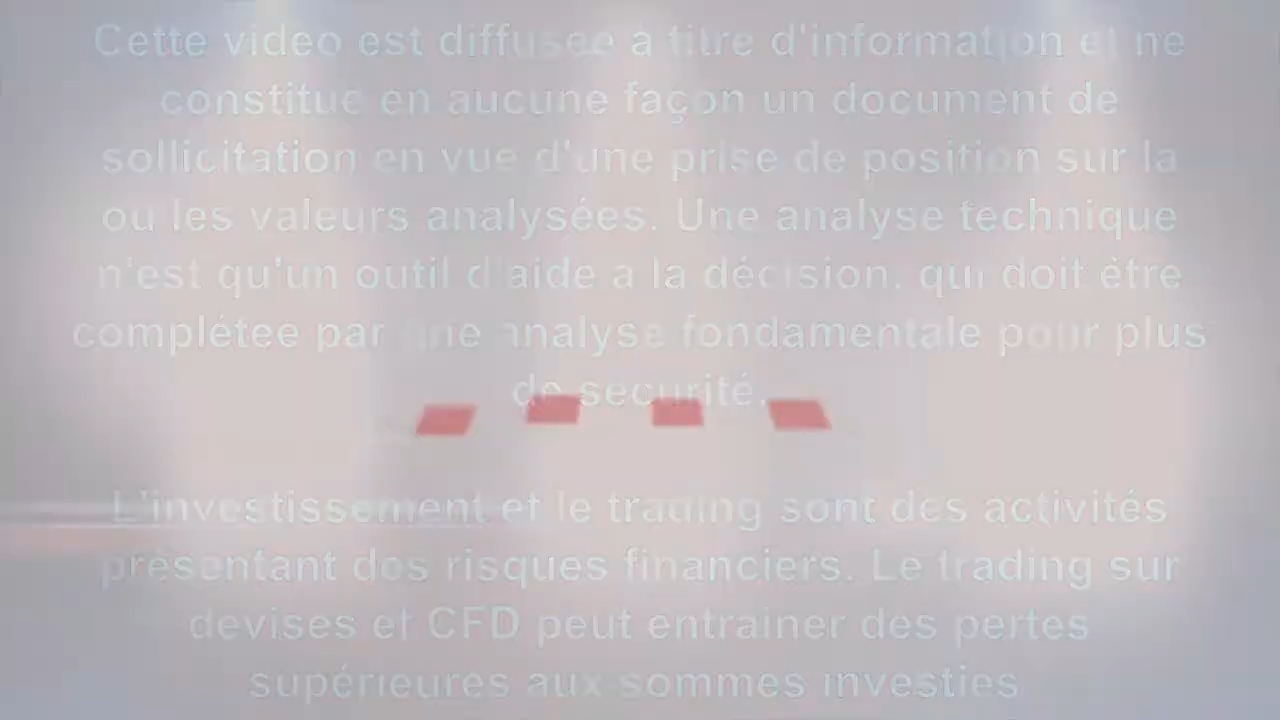 Cette video est diffusee a titre d'information et ne
constitue en aucune façon un document de
sollicitation en vue d'une prise de position sur la
ou les valeurs analysées. Une analyse technique
n'est qu'un outil d'aide a la décision, qui doit être
complétee par une analyse fondamentale pour plus
de securité.
L'investissement et le trading sont des activités
présentant des risques financiers. Le trading sur
devises et CFD peut entrainer des pertes
supérieures aux sommes investies